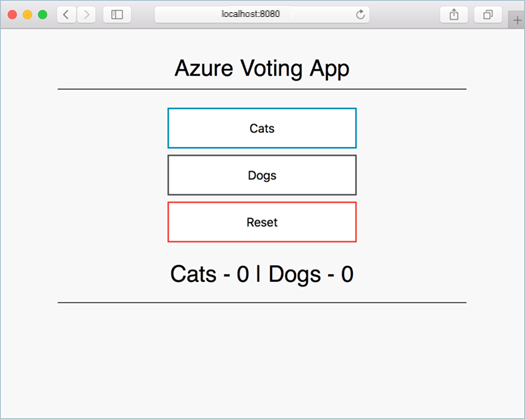 localhost:8080
Azure Voting App
Cats
Dogs
Reset
Cats - 0 | Dogs - 0